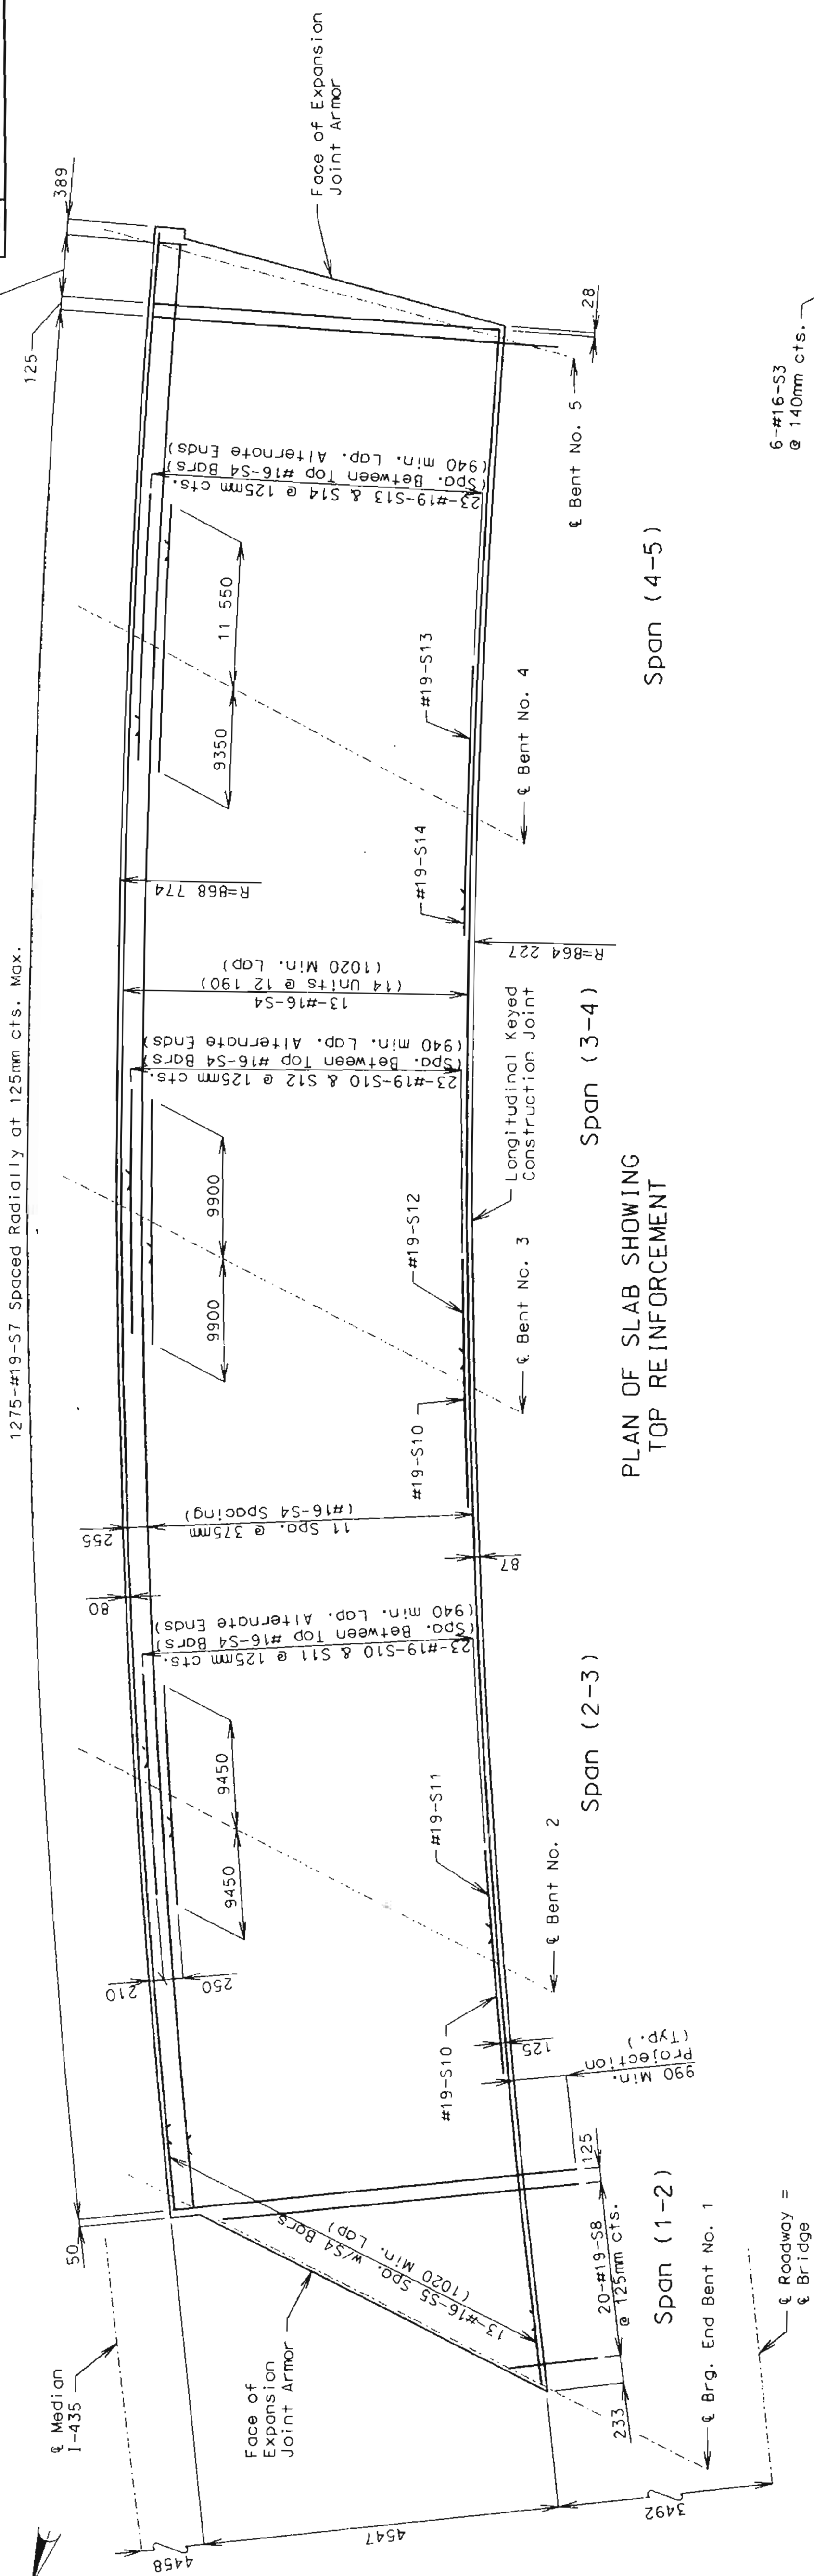 1275-#19-S7 Spaced Radially at 125mm cts. Max.
125
389
Face of Expansion
Joint Armor
28
℄ Bent No. 5
6-#16-S3
@ 140mm cts.
23-#19-S13 & S14 @ 125mm cts.
(Spa. Between Top #16-S4 Bars)
(940 min. Lap. Alternate Ends)
11 550
9350
#19-S13
#19-S14
℄ Bent No. 4
Span (4-5)
R=868 774
R=864 227
13-#16-S4
(14 Units @ 12 190)
(1020 Min. Lap)
23-#19-S10 & S12 @ 125mm cts.
(Spa. Between Top #16-S4 Bars)
(940 min. Lap. Alternate Ends)
Longitudinal Keyed
Construction Joint
Span (3-4)
9900
9900
#19-S12
#19-S10
℄ Bent No. 3
PLAN OF SLAB SHOWING
TOP REINFORCEMENT
255
11 Spa. @ 375mm
(#16-S4 Spacing)
87
80
23-#19-S10 & S11 @ 125mm cts.
(Spa. Between Top #16-S4 Bars)
(940 min. Lap. Alternate Ends)
Span (2-3)
9450
9450
#19-S11
#19-S10
℄ Bent No. 2
210
250
125
990 Min.
Projection
(Typ.)
50
℄ Median
I-435
Face of
Expansion
Joint Armor
13-#16-S5 Spa.
w/S4 Bars
(1020 Min. Lap)
125
20-#19-S8
@ 125mm cts.
233
Span (1-2)
℄ Brg. End Bent No. 1
℄ Roadway =
℄ Bridge
4458
4547
3492